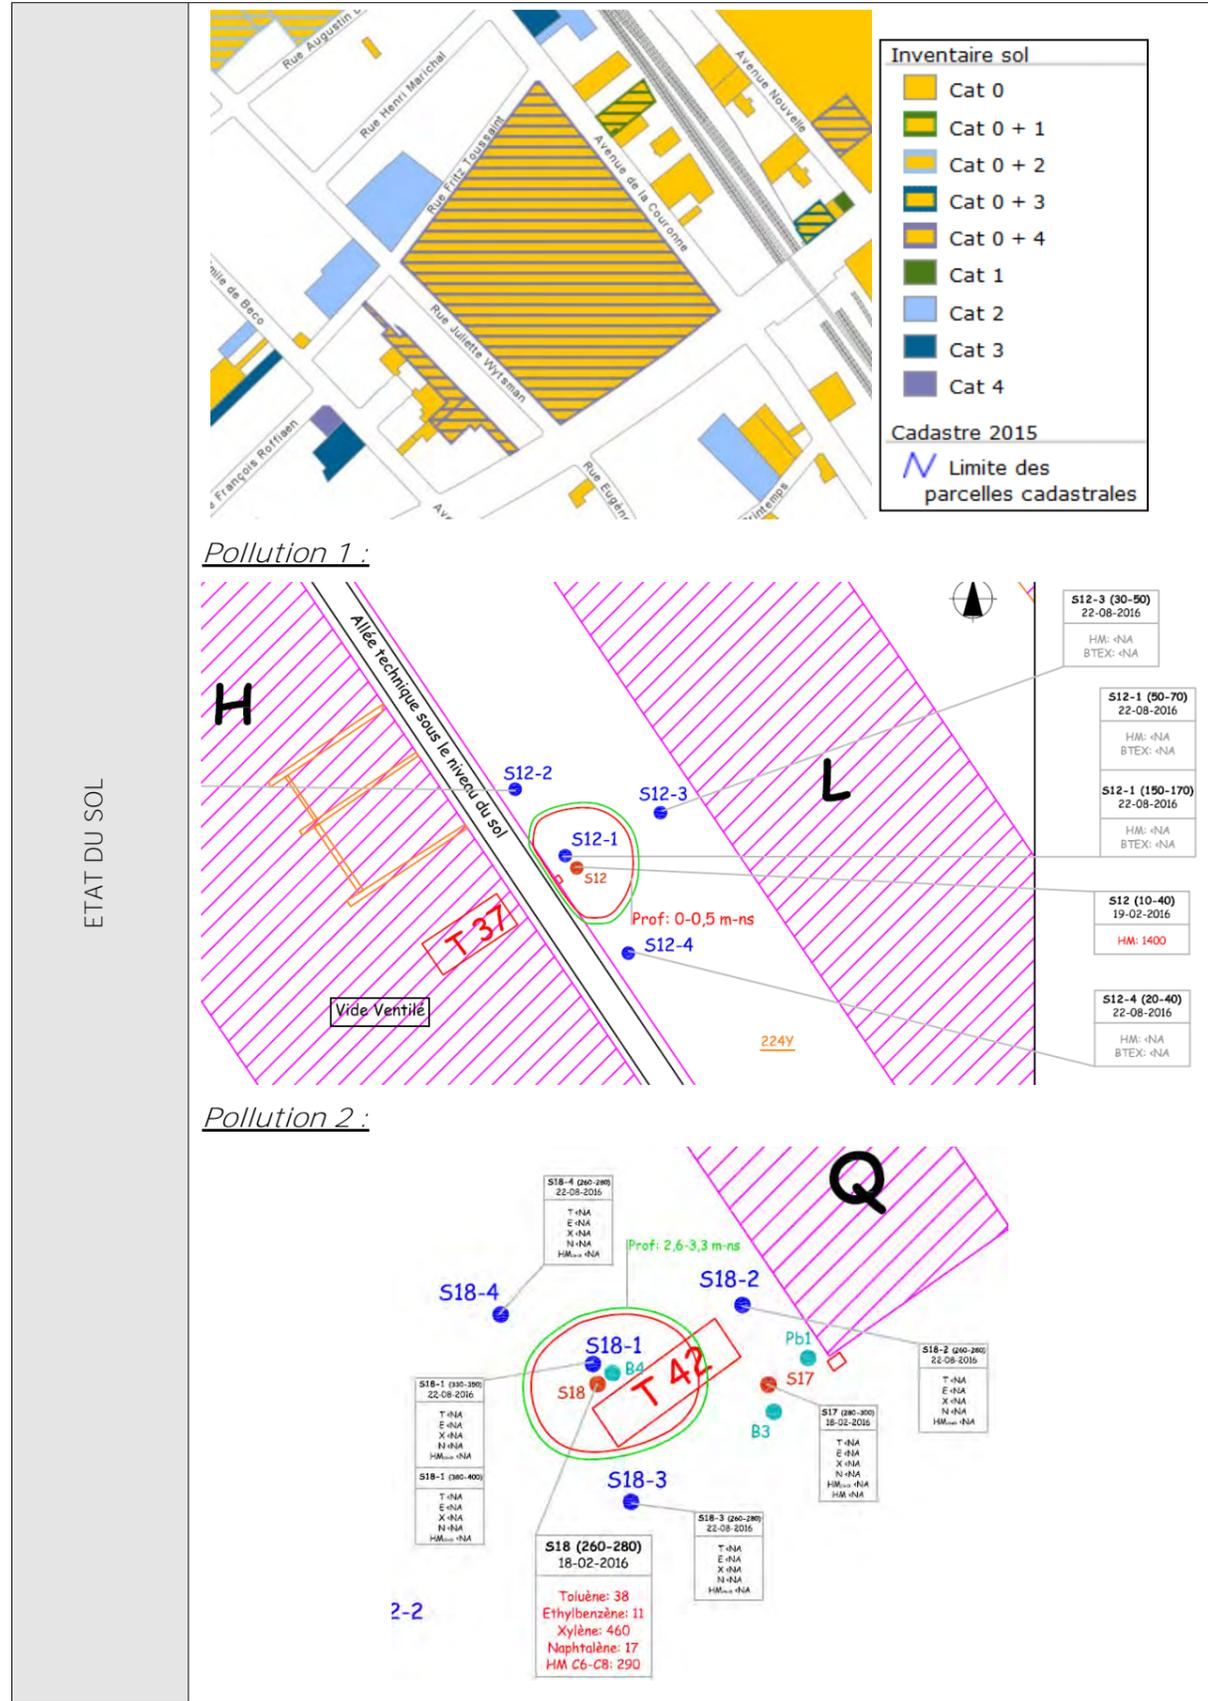 ETAT DU SOL
Rue Augustin
Rue Henri Marichal
Rue Fritz Toussaint
Avenue Nouvelle
Avenue de la Couronne
mile de Beco
Rue Juliette Wytsman
François Roffiaen
Ave
Rue Eugène
rintemps
Inventaire sol
Cat 0
Cat 0 + 1
Cat 0 + 2
Cat 0 + 3
Cat 0 + 4
Cat 1
Cat 2
Cat 3
Cat 4
Cadastre 2015
Limite des
parcelles cadastrales
Pollution 1 :
Allée technique sous le niveau du sol
H
L
S12-2
S12-3
S12-1
S12
Prof: 0-0,5 m-ns
S12-4
T 37
Vide Ventilé
224Y
S12-3 (30-50)
22-08-2016
HM: <NA
BTEX: <NA
S12-1 (50-70)
22-08-2016
HM: <NA
BTEX: <NA
S12-1 (150-170)
22-08-2016
HM: <NA
BTEX: <NA
S12 (10-40)
19-02-2016
HM: 1400
S12-4 (20-40)
22-08-2016
HM: <NA
BTEX: <NA
Pollution 2 :
Q
S18-4 (260-280)
22-08-2016
T <NA
E <NA
X <NA
N <NA
<NA
Prof: 2,6-3,3 m-ns
S18-4
S18-2
S18-1
B4
S18
T 42
Pb1
S17
B3
S18-3
S18-1
22-08-2016
T <NA
E <NA
X <NA
N <NA
<NA
S18-1 (380-400)
T <NA
E <NA
X <NA
N <NA
<NA
S18-2 (260-280)
22-08-2016
T <NA
E <NA
X <NA
N <NA
<NA
S17 (280-300)
18-02-2016
T <NA
E <NA
X <NA
N <NA
<NA
HM <NA
S18-3 (260-280)
22-08-2016
T <NA
E <NA
X <NA
N <NA
<NA
S18 (260-280)
18-02-2016
Toluène: 38
Ethylbenzène: 11
Xylène: 460
Naphtalène: 17
HM C6-C8: 290
2-2